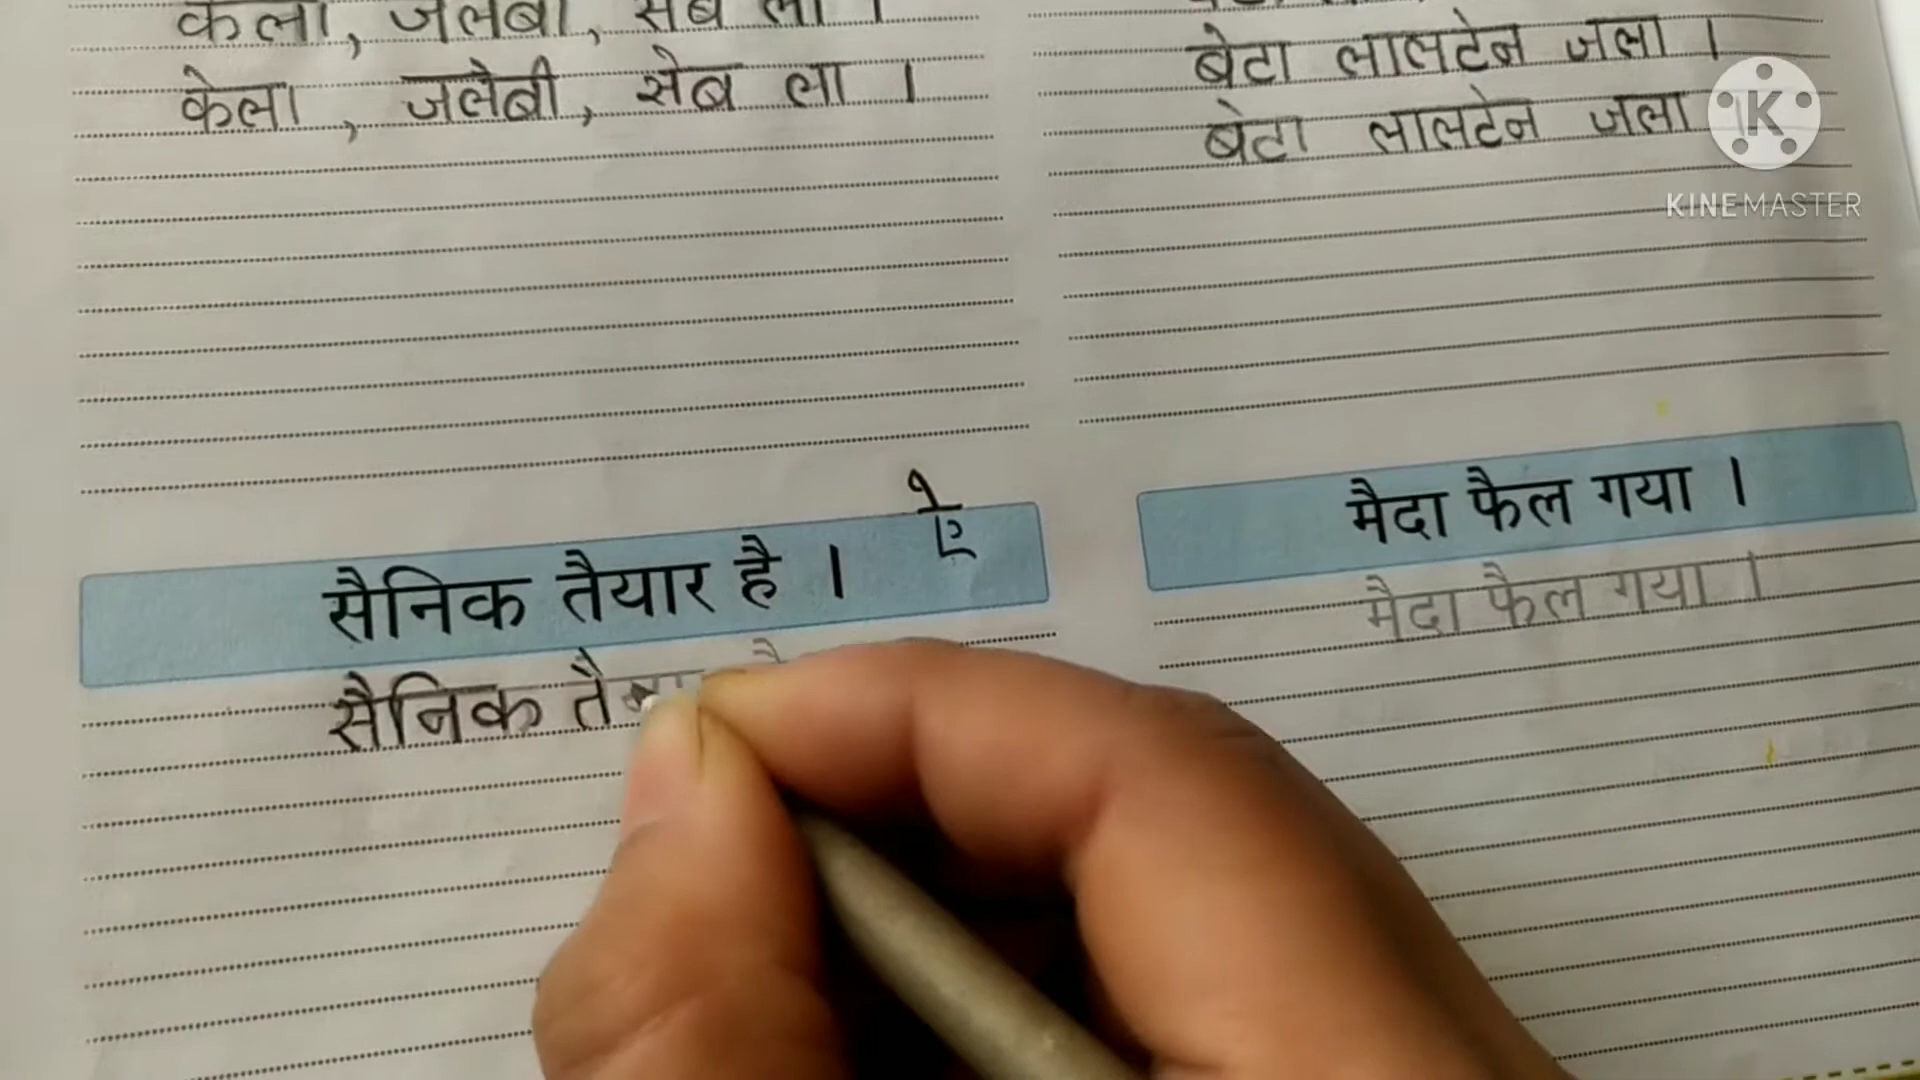 केला, जलेबी, सेब ला ।
केला, जलेबी, सेब ला ।
बेटा लालटेन जला ।
बेटा लालटेन जला
KINEMASTER
ऐ
सैनिक तैयार है ।
सैनिक तै
मैदा फैल गया ।
मैदा फैल गया ।